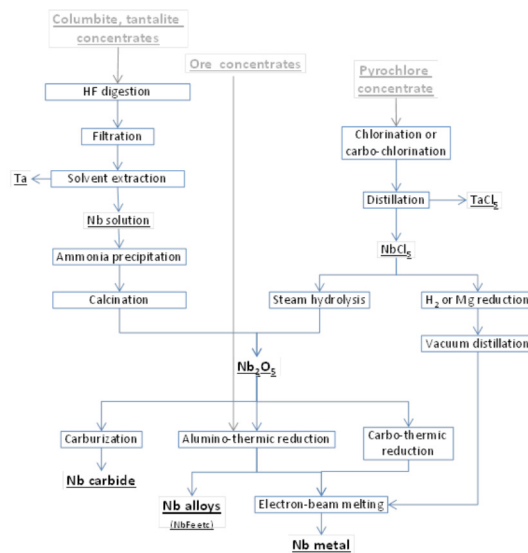 Columbite, tantalite
concentrates
Ore concentrates
Pyrochlore
concentrate
HF digestion
Filtration
Chlorination or
carbo-chlorination
Ta
Solvent extraction
Distillation
TaCl5
Nb solution
NbCl5
Ammonia precipitation
Calcination
Steam hydrolysis
H2 or Mg reduction
Vacuum distillation
Nb2O5
Carburization
Alumino-thermic reduction
Carbo-thermic
reduction
Nb carbide
Nb alloys
(NbFe etc)
Electron-beam melting
Nb metal